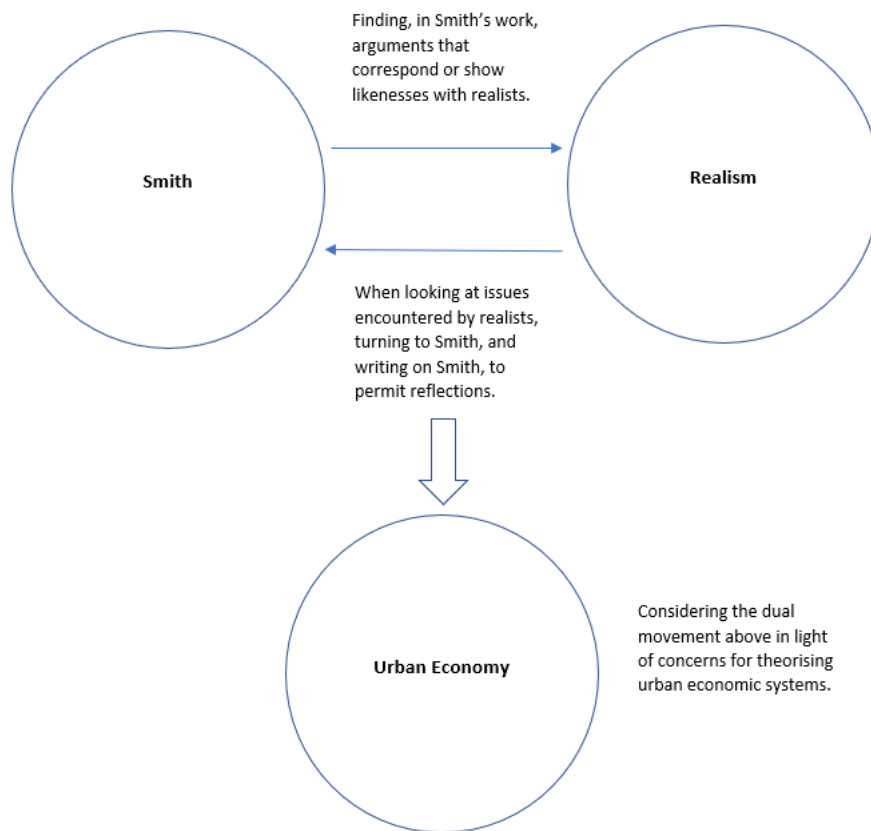 Finding, in Smith's work,
arguments that
correspond or show
likenesses with realists.
Smith
Realism
When looking at issues
encountered by realists,
turning to Smith, and
writing on Smith, to
permit reflections.
Urban Economy
Considering the dual
movement above in light
of concerns for theorising
urban economic systems.